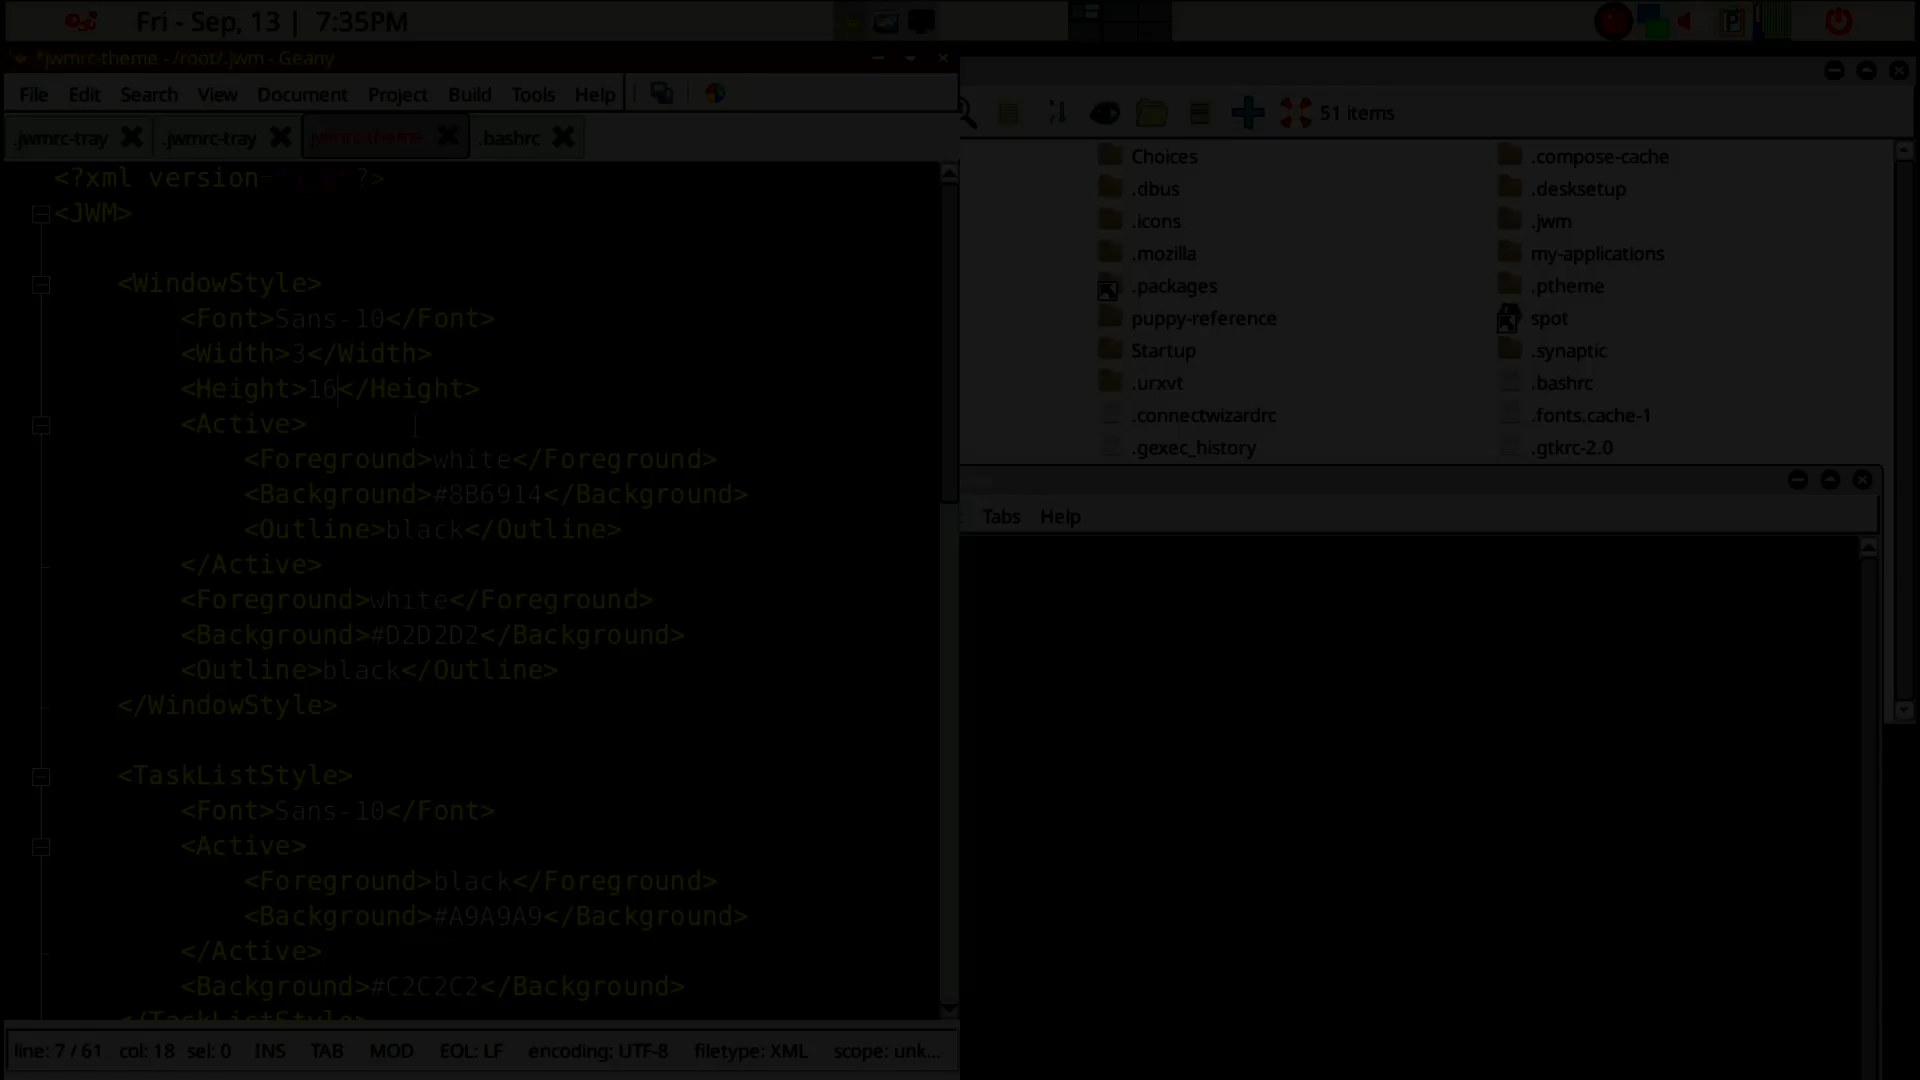 Fri - Sep, 13 | 7:35PM
*jwmrc-theme - /root/.jwm - Geany
File Edit Search View Document Project Build Tools Help
.jwmrc-tray .jwmrc-tray jwmrc-theme .bashrc
<?xml version="1.0"?>
<JWM>
<WindowStyle>
<Font>Sans-10</Font>
<Width>3</Width>
<Height>16</Height>
<Active>
<Foreground>white</Foreground>
<Background>#8B6914</Background>
<Outline>black</Outline>
</Active>
<Foreground>white</Foreground>
<Background>#D2D2D2</Background>
<Outline>black</Outline>
</WindowStyle>
<TaskListStyle>
<Font>Sans-10</Font>
<Active>
<Foreground>black</Foreground>
<Background>#A9A9A9</Background>
</Active>
<Background>#C2C2C2</Background>
</TaskListStyle>
line: 7 / 61 col: 18 sel: 0 INS TAB MOD EOL: LF encoding: UTF-8 filetype: XML scope: unk...
51 items
Choices .compose-cache
.dbus .desksetup
.icons .jwm
.mozilla my-applications
.packages .ptheme
puppy-reference spot
Startup .synaptic
.urxvt .bashrc
.connectwizardrc .fonts.cache-1
.gexec_history .gtkrc-2.0
Tabs Help